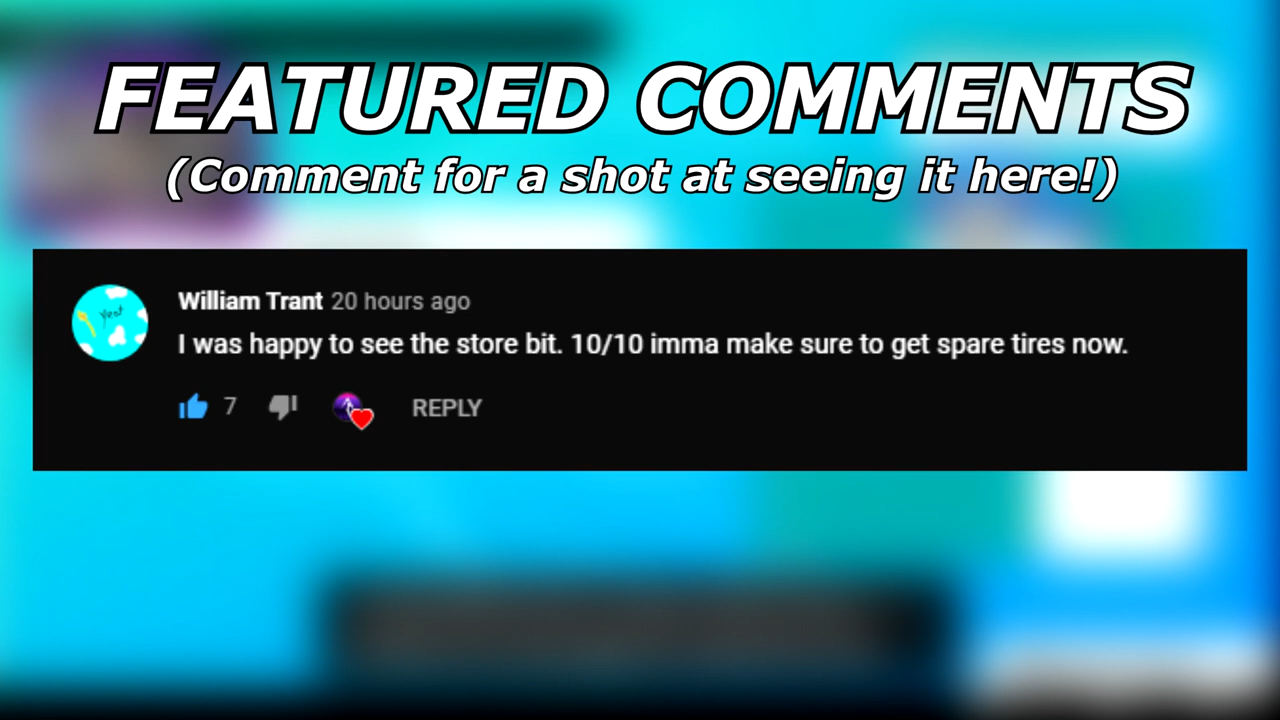 FEATURED COMMENTS
(Comment for a shot at seeing it here!)
William Trant 20 hours ago
Yest
I was happy to see the store bit. 10/10 imma make sure to get spare tires now.
7 REPLY